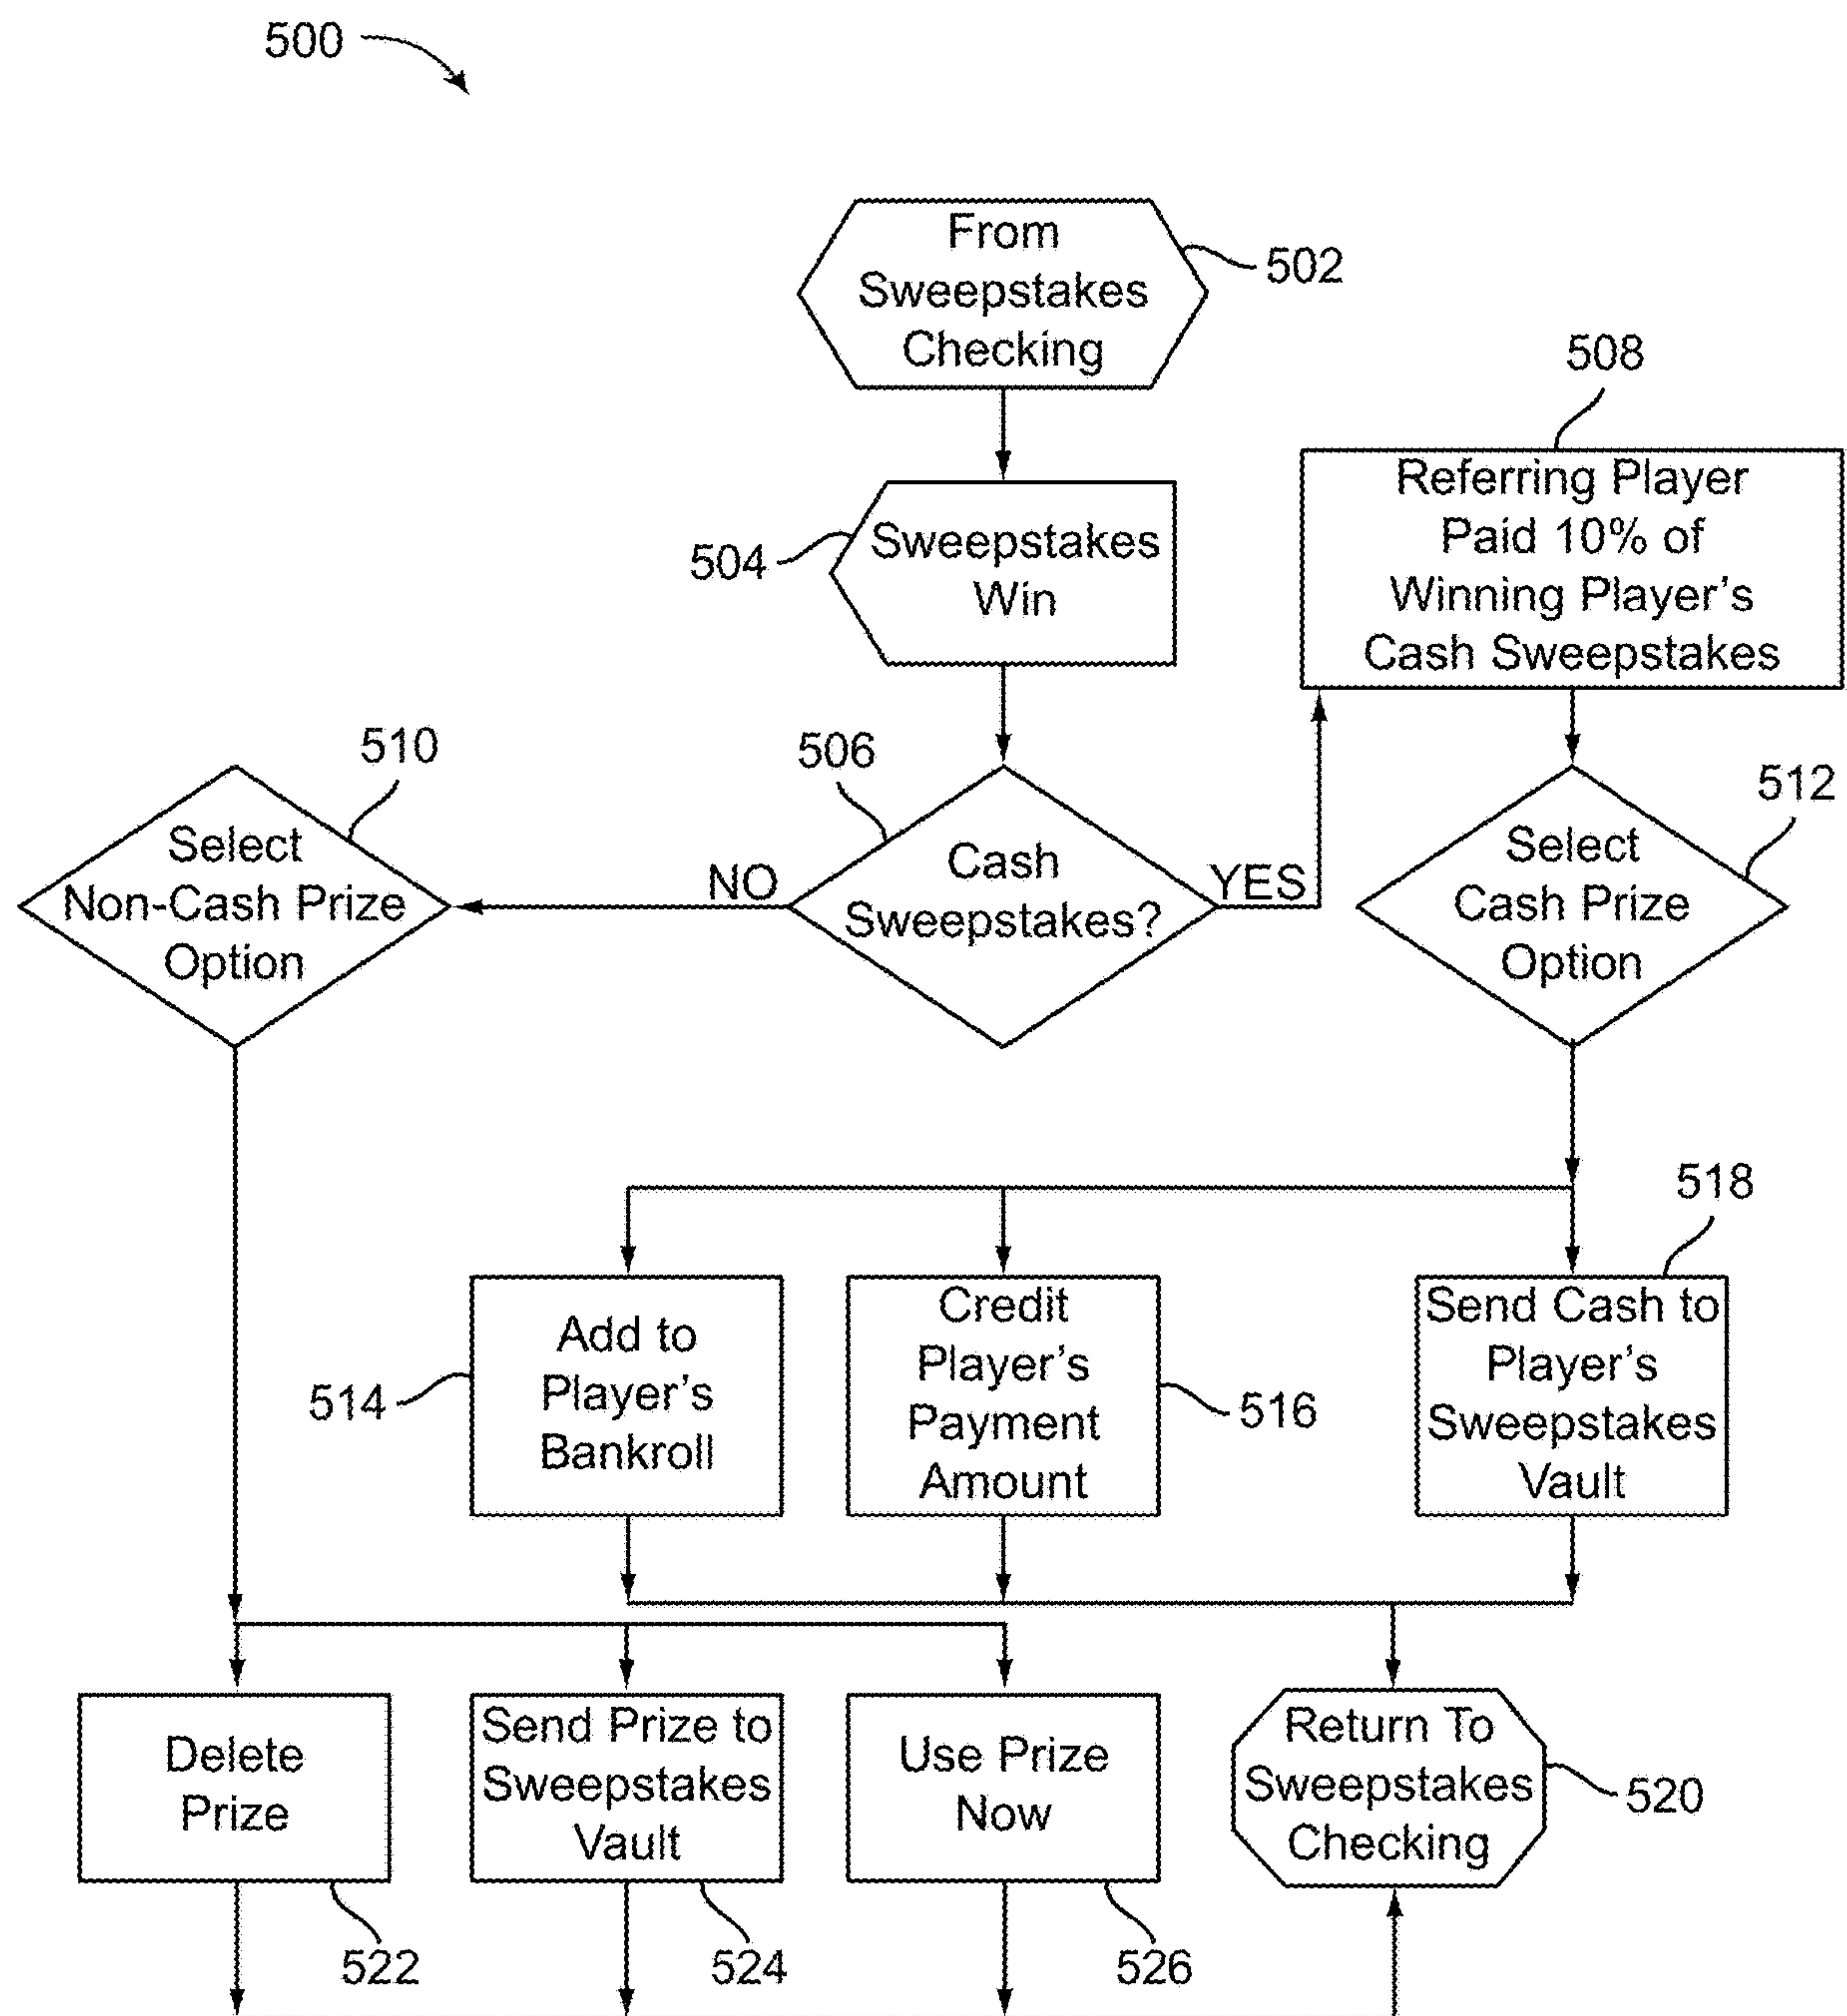 500
From
Sweepstakes
Checking
502
508
Referring Player
Paid 10% of
Winning Player's
Cash Sweepstakes
504
Sweepstakes
Win
510
506
512
Select
Non-Cash Prize
Option
NO
Cash
Sweepstakes?
YES
Select
Cash Prize
Option
518
514
Add to
Player's
Bankroll
Credit
Player's
Payment
Amount
516
Send Cash to
Player's
Sweepstakes
Vault
Delete
Prize
Send Prize to
Sweepstakes
Vault
Use Prize
Now
Return To
Sweepstakes
Checking
520
522
524
526